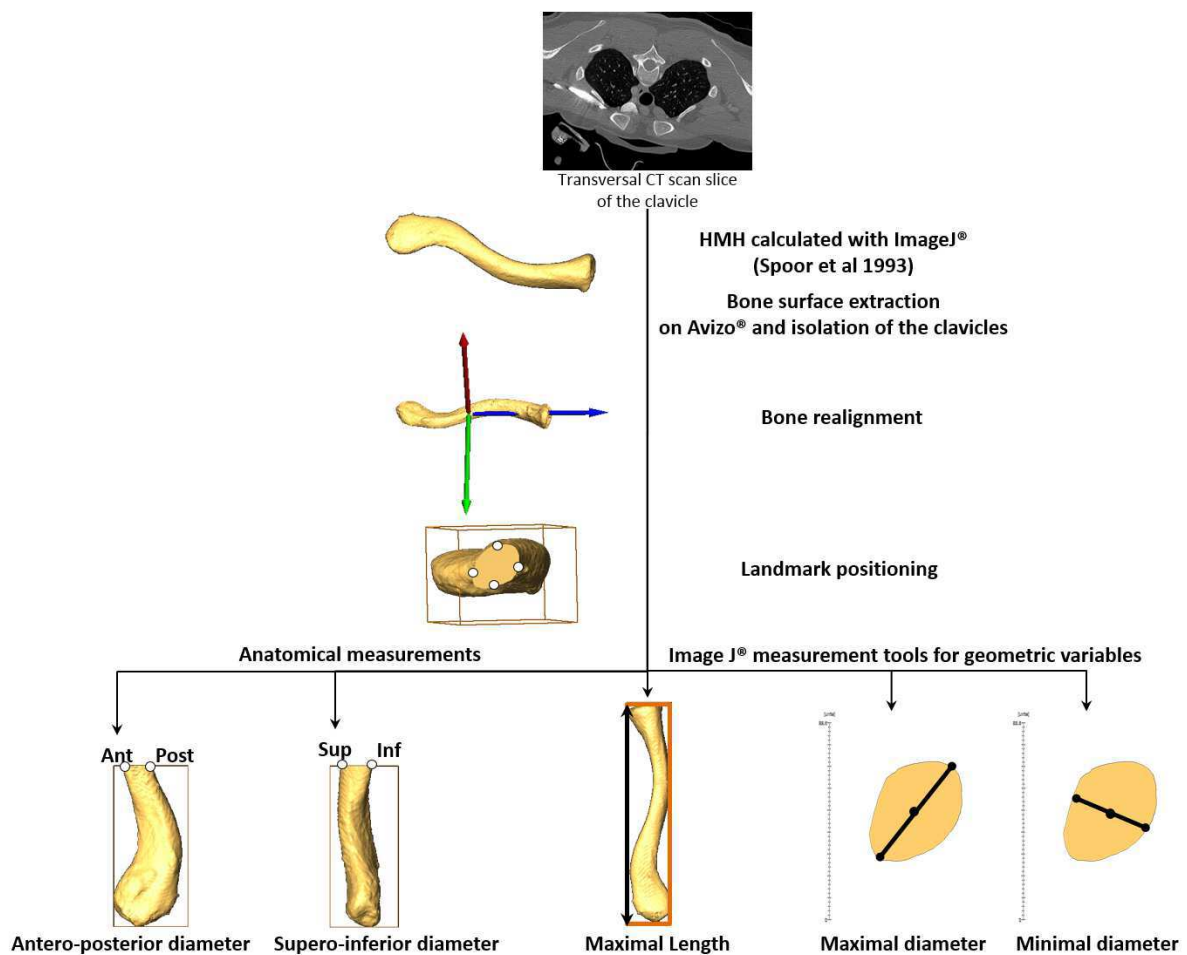 Transversal CT scan slice
of the clavicle
HMH calculated with ImageJ®
(Spoor et al 1993)
Bone surface extraction
on Avizo® and isolation of the clavicles
Bone realignment
Landmark positioning
Anatomical measurements
Image J® measurement tools for geometric variables
Ant Post
Sup Inf
Antero-posterior diameter
Supero-inferior diameter
Maximal Length
Maximal diameter
Minimal diameter